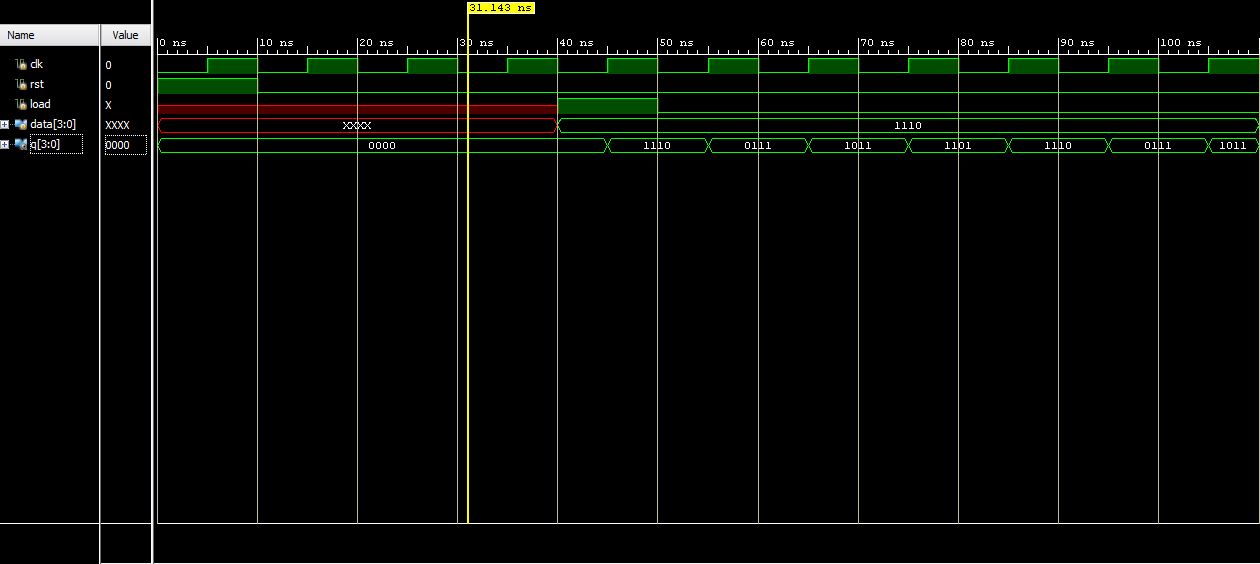 31.143 ns
Name Value
0 ns 10 ns 20 ns 30 ns 40 ns 50 ns 60 ns 70 ns 80 ns 90 ns 100 ns
clk 0
rst 0
load X
data[3:0] XXXX XXXX 1110
q[3:0] 0000 0000 1110 0111 1011 1101 1110 0111 1011